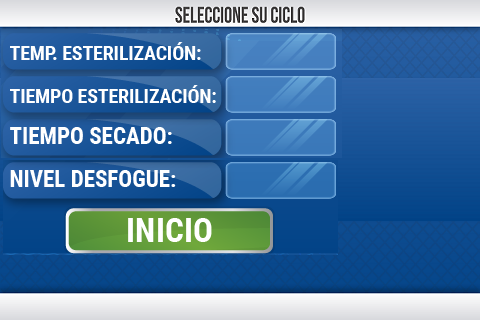 SELECCIONE SU CICLO
TEMP. ESTERILIZACIÓN:
TIEMPO ESTERILIZACIÓN:
TIEMPO SECADO:
NIVEL DESFOGUE:
INICIO